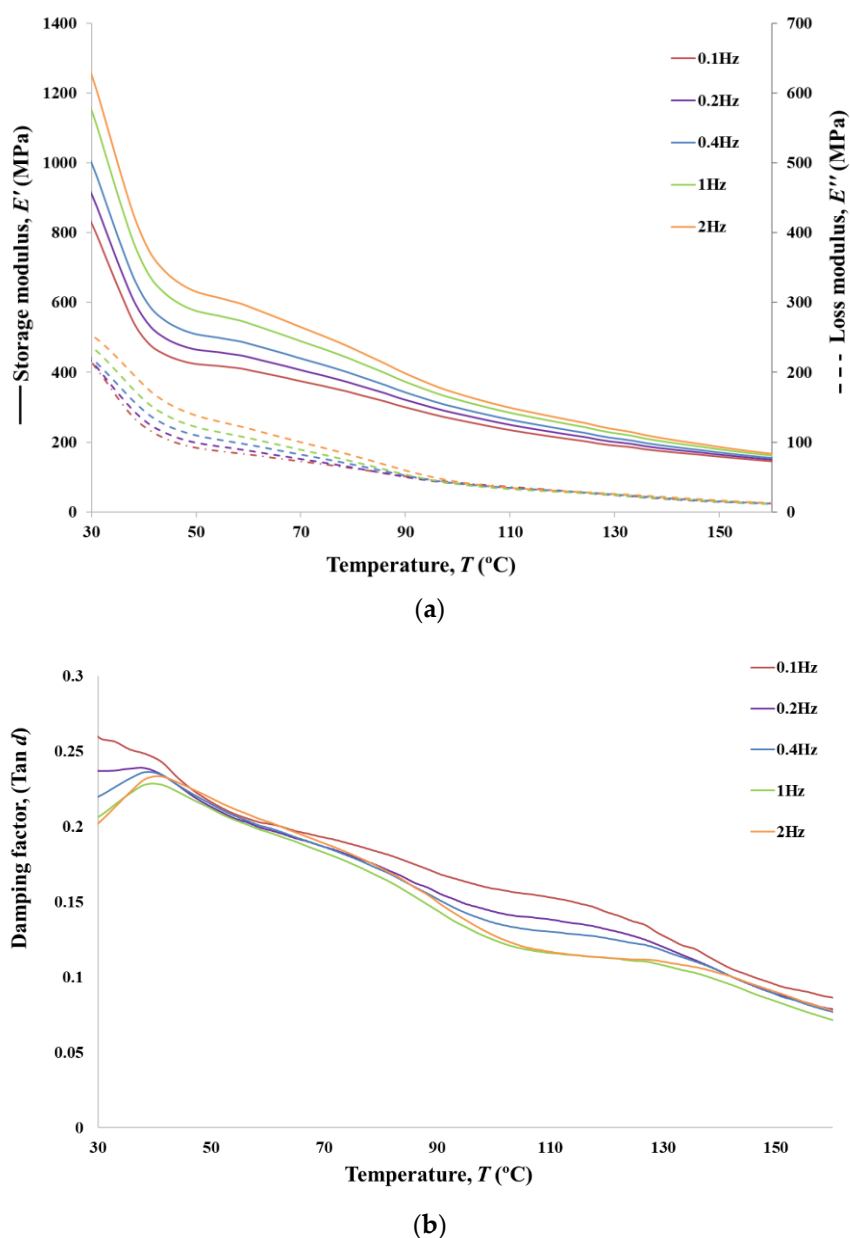 1400
1200
1000
800
600
400
200
0
Storage modulus, E' (MPa)
700
600
500
400
300
200
100
0
Loss modulus, E'' (MPa)
0.1Hz
0.2Hz
0.4Hz
1Hz
2Hz
30 50 70 90 110 130 150
Temperature, T (ºC)
(a)
0.3
0.25
0.2
0.15
0.1
0.05
0
Damping factor, (Tan d)
0.1Hz
0.2Hz
0.4Hz
1Hz
2Hz
30 50 70 90 110 130 150
Temperature, T (ºC)
(b)